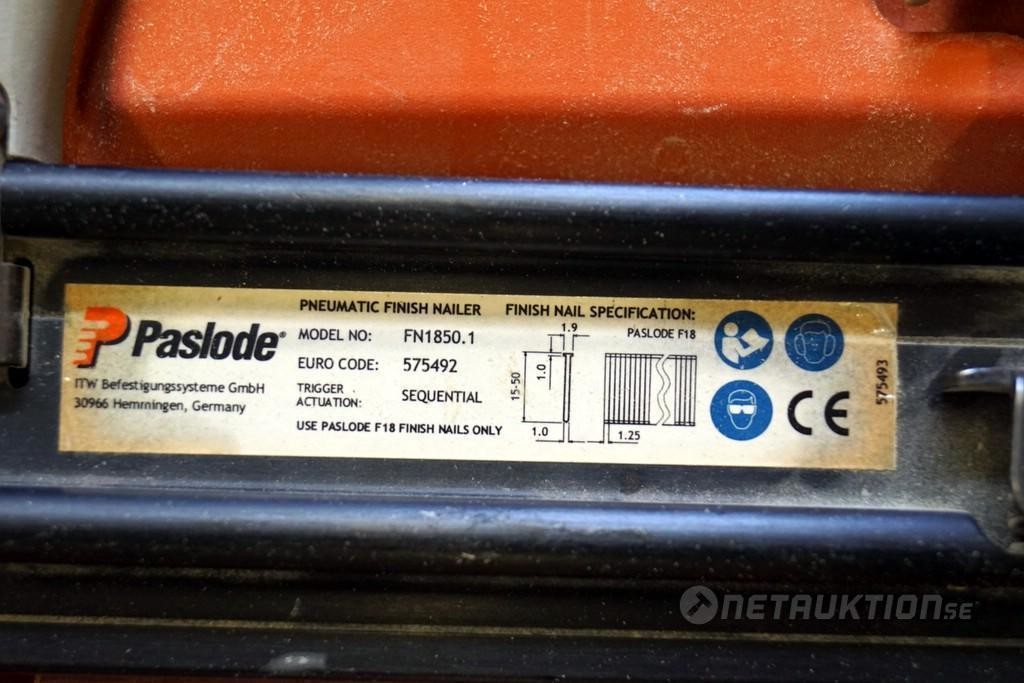 Paslode®
ITW Befestigungssysteme GmbH
30966 Hemmingen, Germany
PNEUMATIC FINISH NAILER
MODEL NO: FN1850.1
EURO CODE: 575492
TRIGGER
ACTUATION: SEQUENTIAL
USE PASLODE F18 FINISH NAILS ONLY
FINISH NAIL SPECIFICATION:
1.9
PASLODE F18
15-50
1.0
1.0
1.25
CE
575493
NETAUKTION.SE